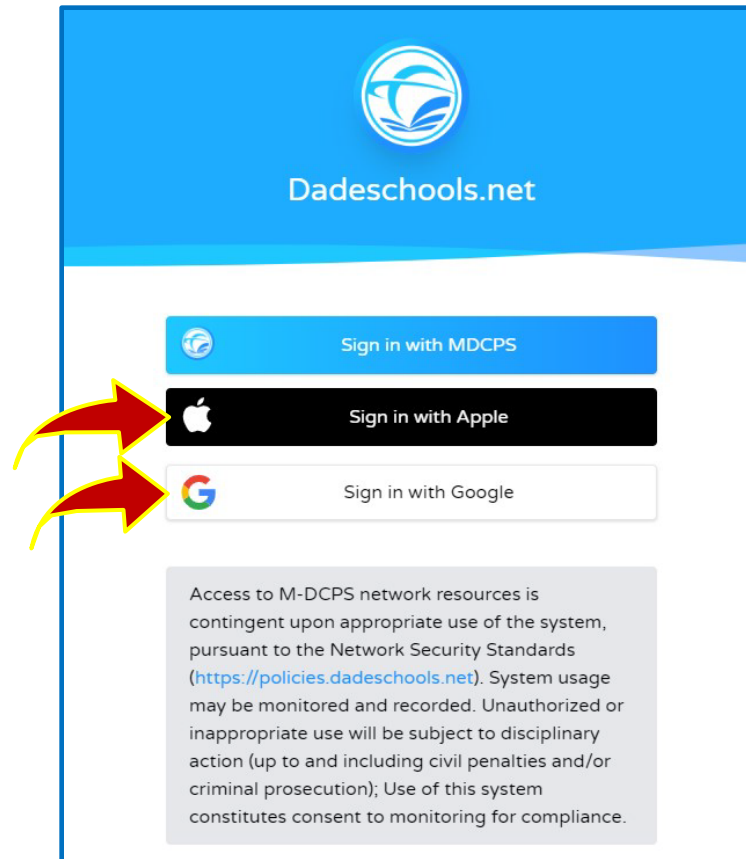 Dadeschools.net
Sign in with MDCPS
Sign in with Apple
Sign in with Google
Access to M-DCPS network resources is
contingent upon appropriate use of the system,
pursuant to the Network Security Standards
(https://policies.dadeschools.net). System usage
may be monitored and recorded. Unauthorized or
inappropriate use will be subject to disciplinary
action (up to and including civil penalties and/or
criminal prosecution); Use of this system
constitutes consent to monitoring for compliance.